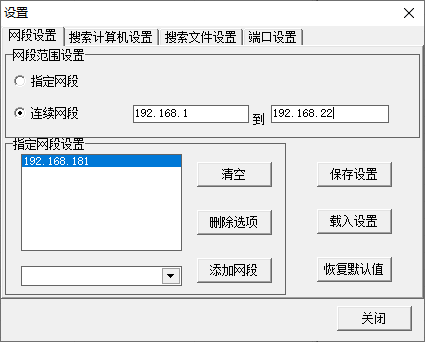 设置
网段设置 搜索计算机设置 搜索文件设置 端口设置
网段范围设置
指定网段
连续网段 192.168.1 到 192.168.22
指定网段设置
192.168.181
清空 保存设置
删除选项 载入设置
添加网段 恢复默认值
关闭